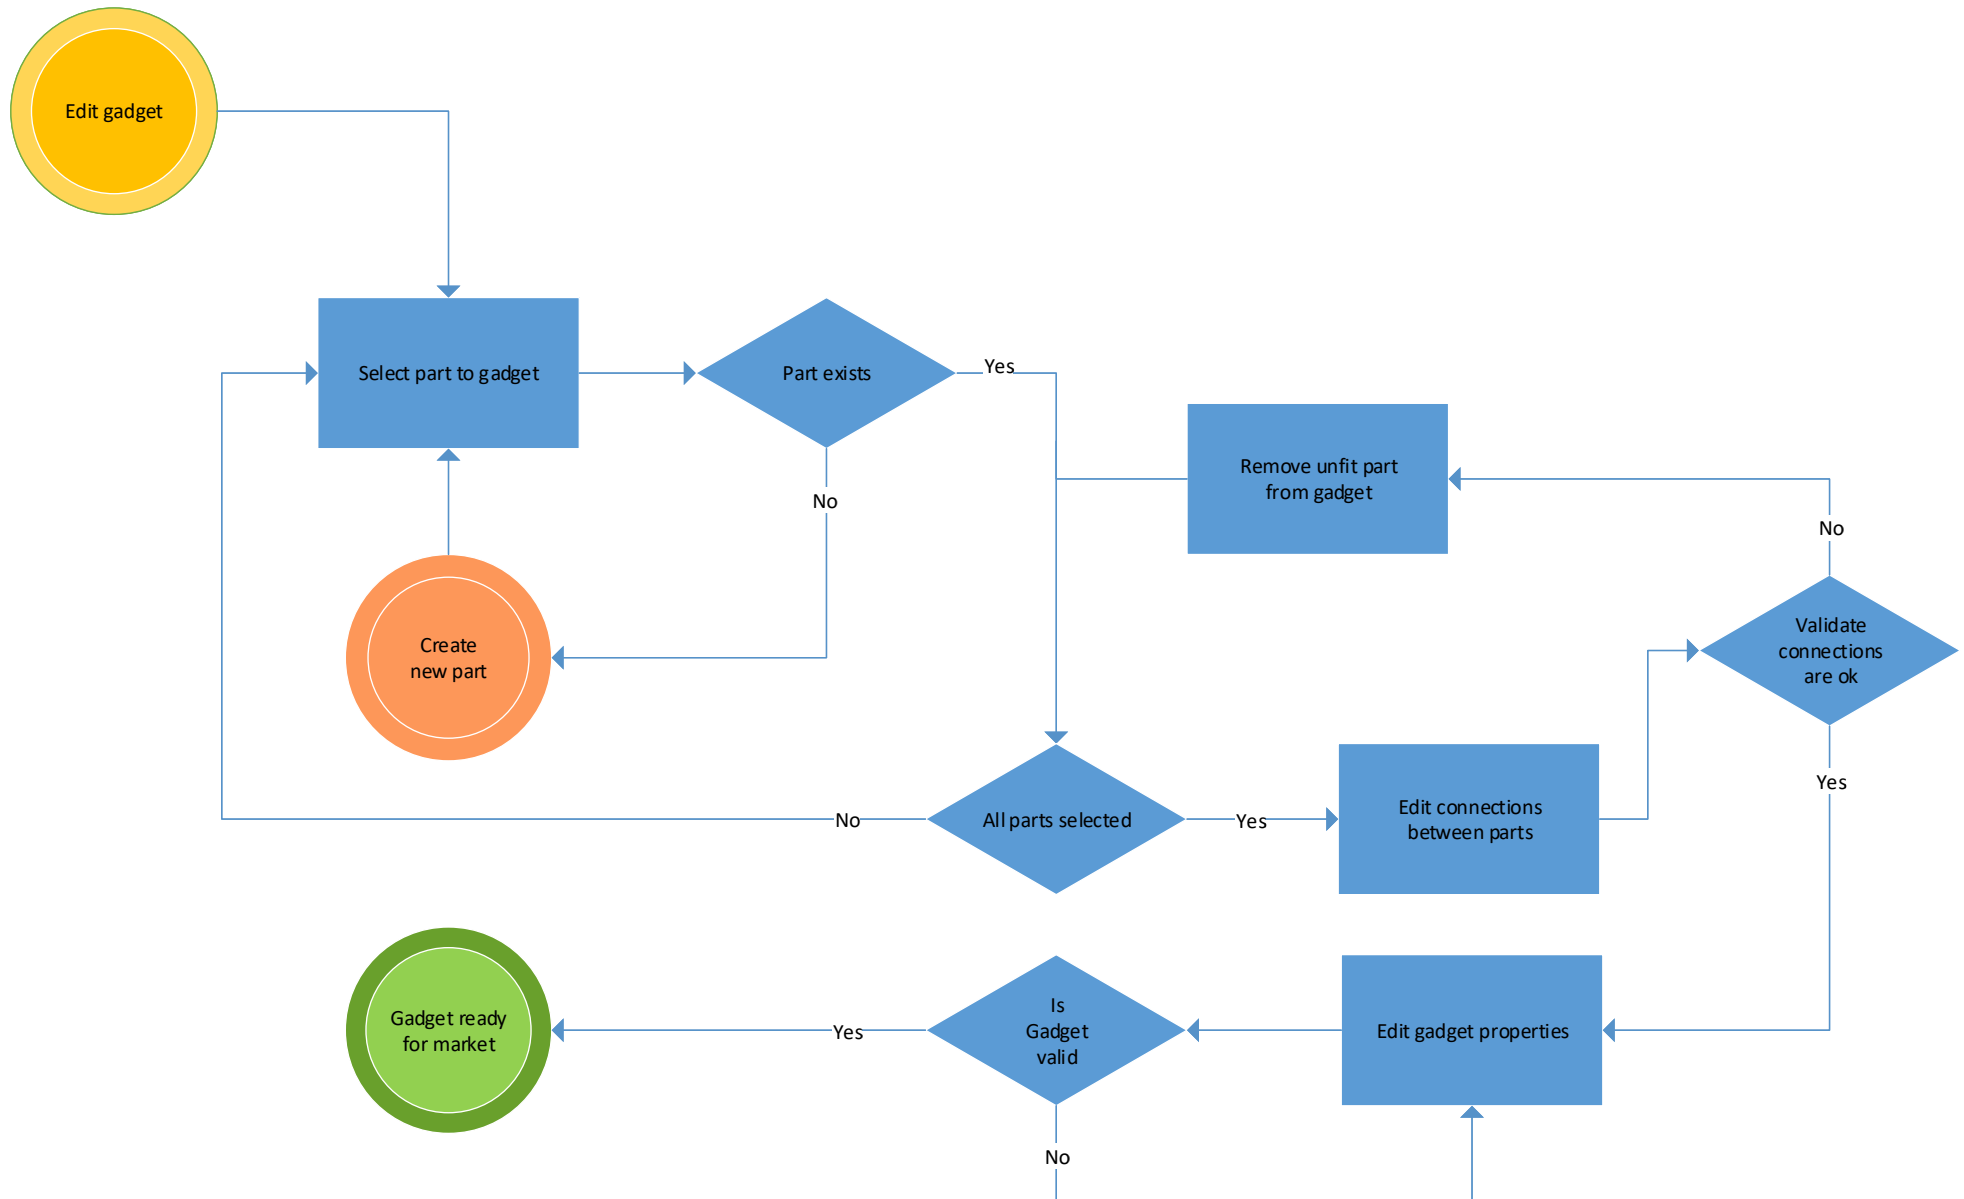 Edit gadget
Select part to gadget
Part exists
Yes
Remove unfit part
from gadget
No
No
Create
new part
Validate
connections
are ok
Yes
No
All parts selected
Yes
Edit connections
between parts
Gadget ready
for market
Yes
Is
Gadget
valid
Edit gadget properties
No